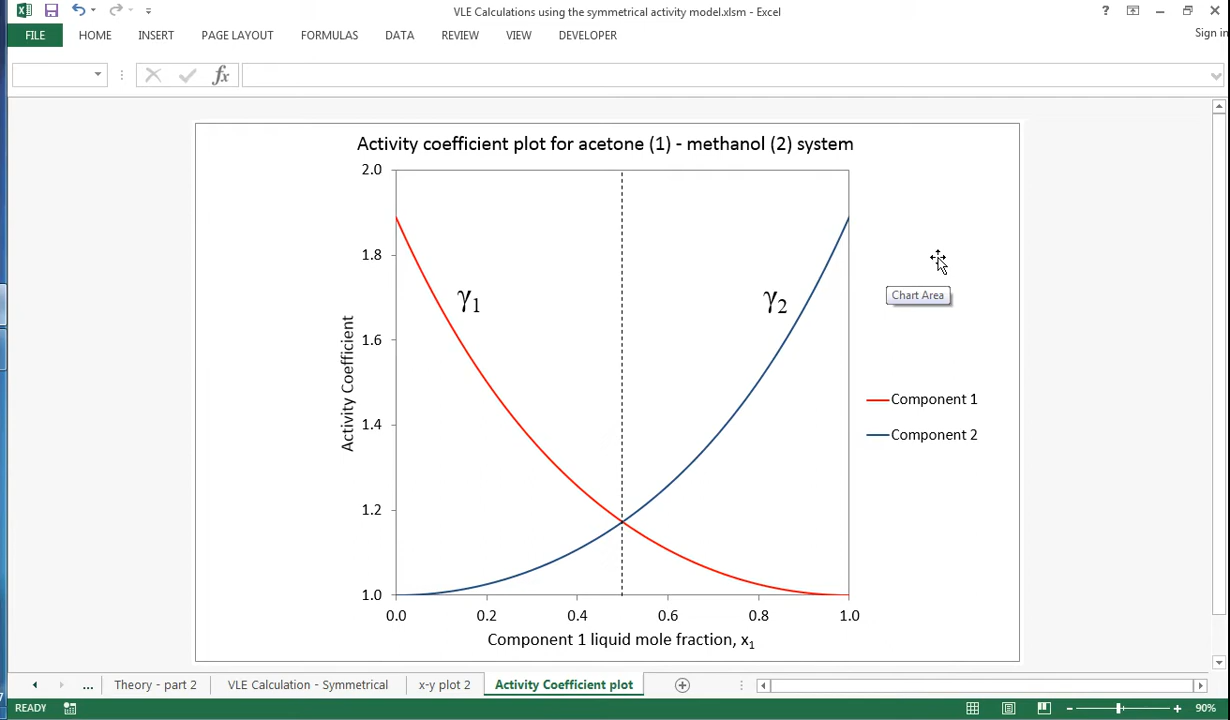 VLE Calculations using the symmetrical activity model.xlsm - Excel
?
Sign in
FILE HOME INSERT PAGE LAYOUT FORMULAS DATA REVIEW VIEW DEVELOPER
fx
Activity coefficient plot for acetone (1) - methanol (2) system
2.0
1.8
1.6
1.4
1.2
1.0
Activity Coefficient
γ1
γ2
0.0 0.2 0.4 0.6 0.8 1.0
Component 1 liquid mole fraction, x1
Chart Area
Component 1
Component 2
... Theory - part 2 VLE Calculation - Symmetrical x-y plot 2 Activity Coefficient plot
READY 90%